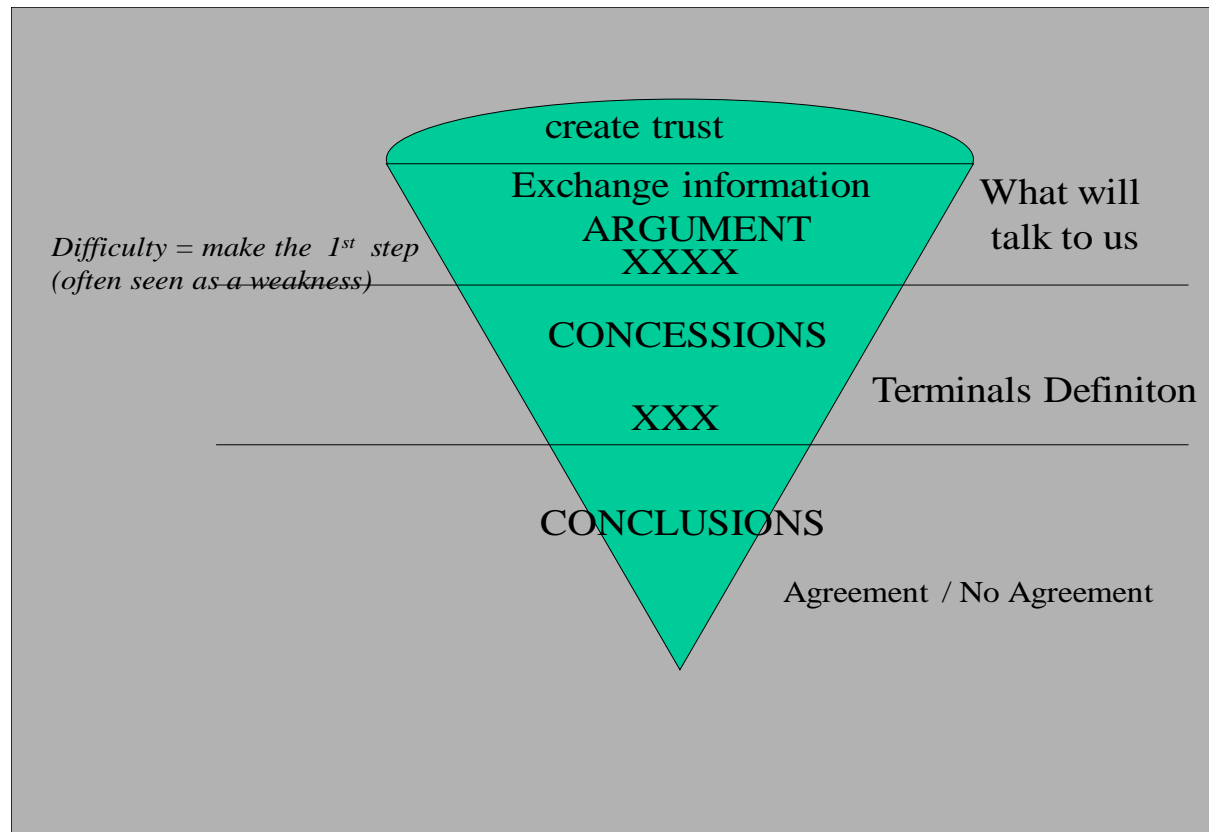 create trust
Exchange information
ARGUMENT
XXXX
What will
talk to us
Difficulty = make the 1st step
(often seen as a weakness)
CONCESSIONS
XXX
Terminals Definiton
CONCLUSIONS
Agreement / No Agreement